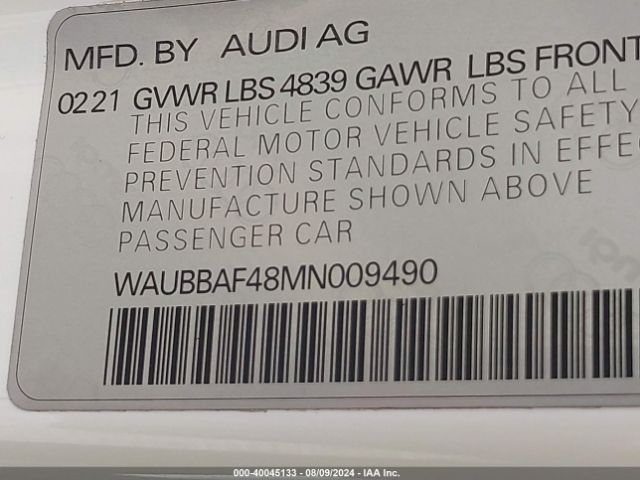 MFD. BY AUDI AG
0221 GVWR LBS 4839 GAWR LBS FRONT
THIS VEHICLE CONFORMS TO ALL
FEDERAL MOTOR VEHICLE SAFETY
PREVENTION STANDARDS IN EFFEC
MANUFACTURE SHOWN ABOVE
PASSENGER CAR
WAUBBAF48MN009490
000-40045133 - 08/09/2024 - IAA Inc.